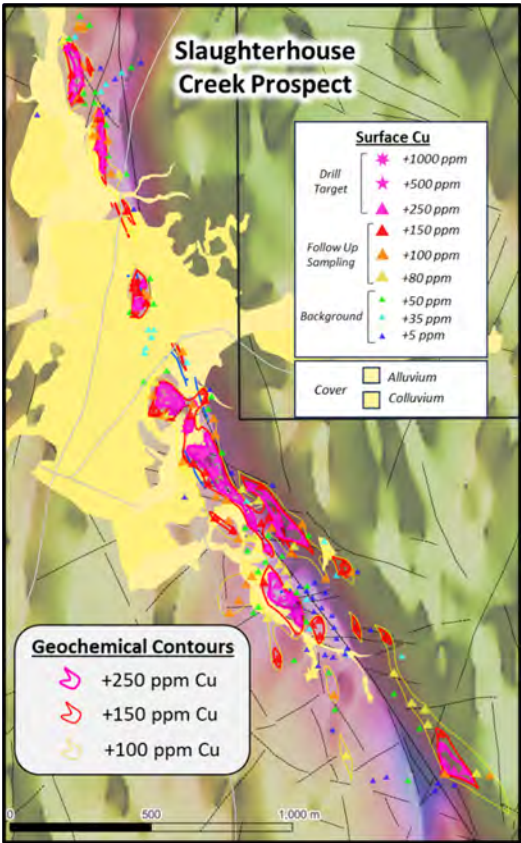 Slaughterhouse
Creek Prospect
Surface Cu
Drill
Target
+1000 ppm
+500 ppm
+250 ppm
Follow Up
Sampling
+150 ppm
+100 ppm
+80 ppm
Background
+50 ppm
+35 ppm
+5 ppm
Cover
Alluvium
Colluvium
Geochemical Contours
+250 ppm Cu
+150 ppm Cu
+100 ppm Cu
0
500
1,000 m